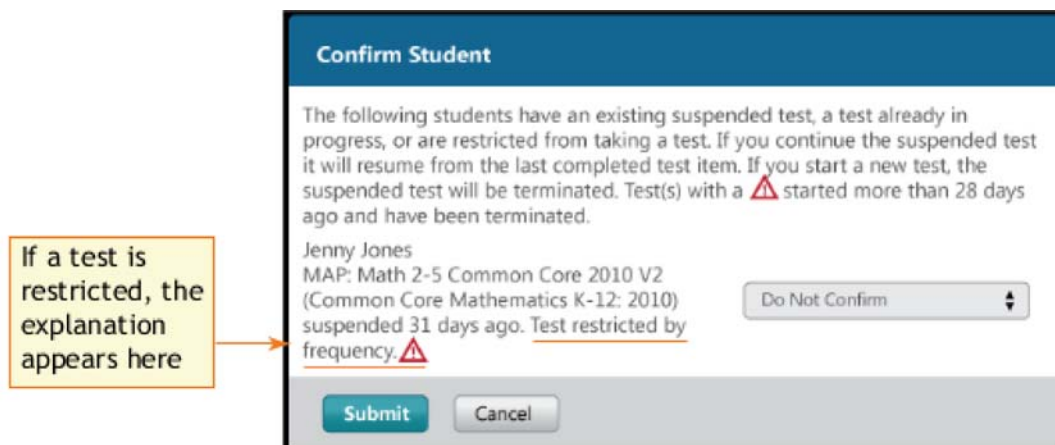 Confirm Student
The following students have an existing suspended test, a test already in
progress, or are restricted from taking a test. If you continue the suspended test
it will resume from the last completed test item. If you start a new test, the
suspended test will be terminated. Test(s) with a started more than 28 days
ago and have been terminated.
If a test is
restricted, the
explanation
appears here
Jenny Jones
MAP: Math 2-5 Common Core 2010 V2
(Common Core Mathematics K-12: 2010)
suspended 31 days ago. Test restricted by
frequency.
Do Not Confirm
Submit
Cancel